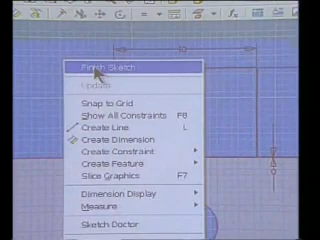 Finish Sketch
Update
Snap to Grid
Show All Constraints F8
Create Line L
Create Dimension
Create Constraint
Create Feature
Slice Graphics F7
Dimension Display
Measure
Sketch Doctor